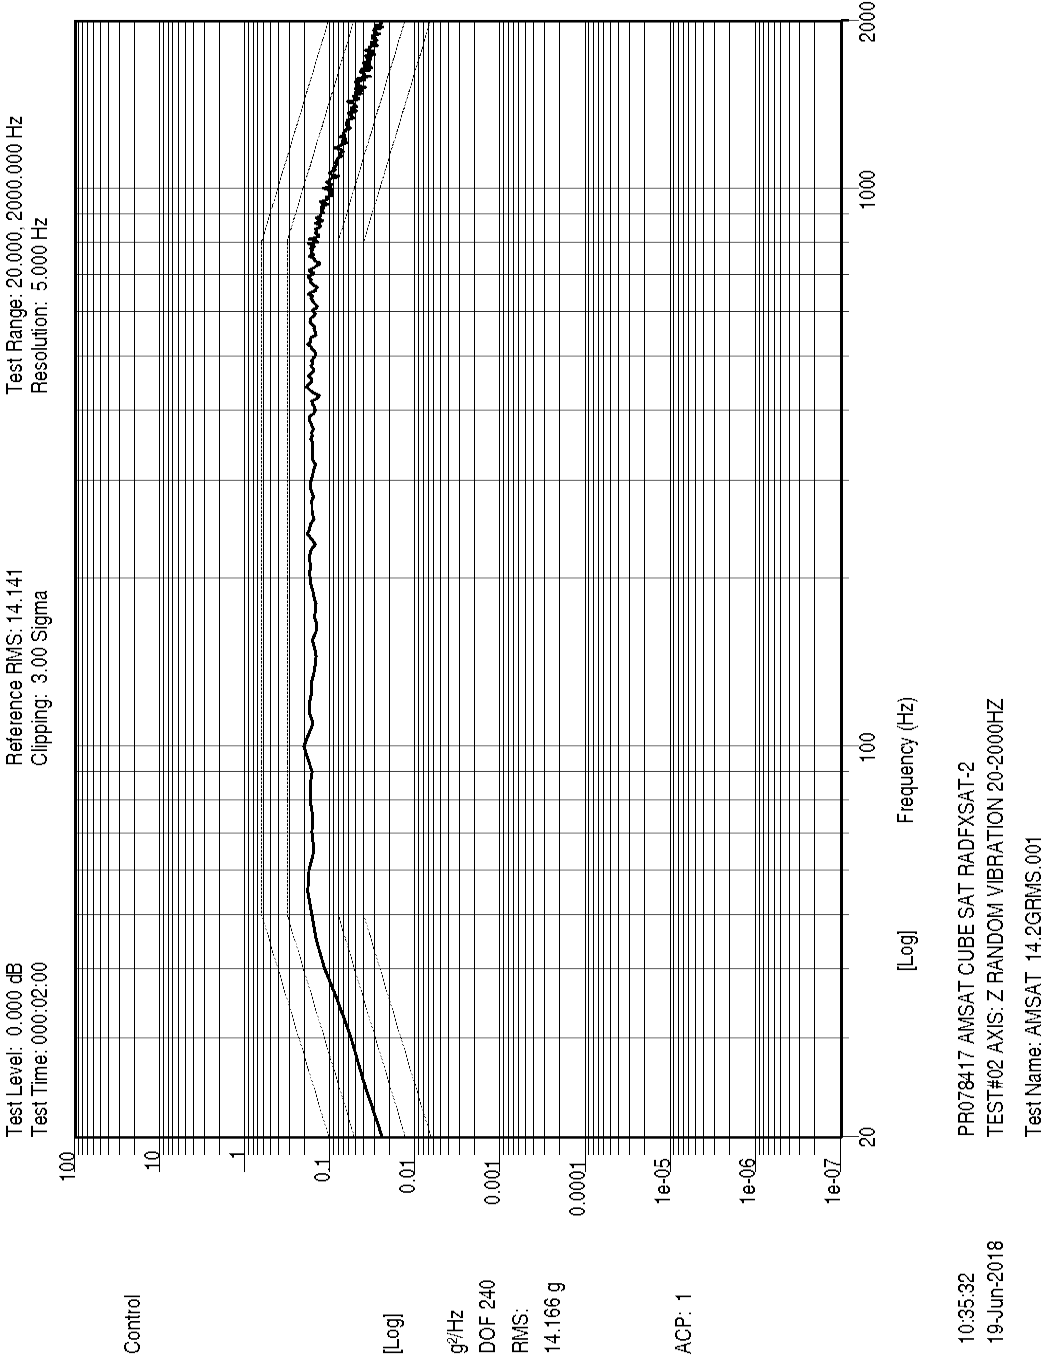 Test Level:  0.000 dB
Test Time: 000:02:00
Reference RMS: 14.141
Clipping:  3.00 Sigma
Test Range: 20.000, 2000.000 Hz
Resolution:  5.000 Hz
Control
[Log]
g²/Hz
DOF 240
RMS:
14.166 g
ACP:  1
100
10
1
0.1
0.01
0.001
0.0001
1e-05
1e-06
1e-07
20
100
1000
2000
[Log]
Frequency (Hz)
10:35:32
19-Jun-2018
PR078417 AMSAT CUBE SAT RADFXSAT-2
TEST#02 AXIS: Z RANDOM VIBRATION 20-2000HZ
Test Name: AMSAT  14.2GRMS.001